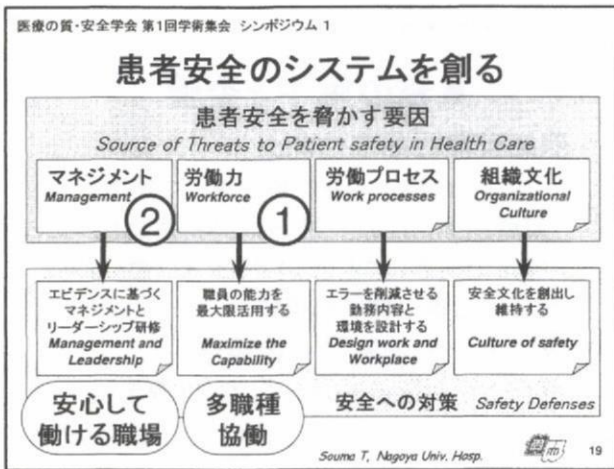 医療の質・安全学会 第1回学術集会 シンポジウム 1
患者安全のシステムを創る
患者安全を脅かす要因
Source of Threats to Patient safety in Health Care
マネジメント
Management
②
労働力
Workforce
①
労働プロセス
Work processes
組織文化
Organizational
Culture
エビデンスに基づく
マネジメントと
リーダーシップ研修
Management and
Leadership
職員の能力を
最大限活用する
Maximize the
Capability
エラーを削減させる
勤務内容と
環境を設計する
Design work and
Workplace
安全文化を創出し
維持する
Culture of safety
安心して
働ける職場
多職種
協働
安全への対策 Safety Defenses
Souma T, Nagoya Univ. Hosp.
19